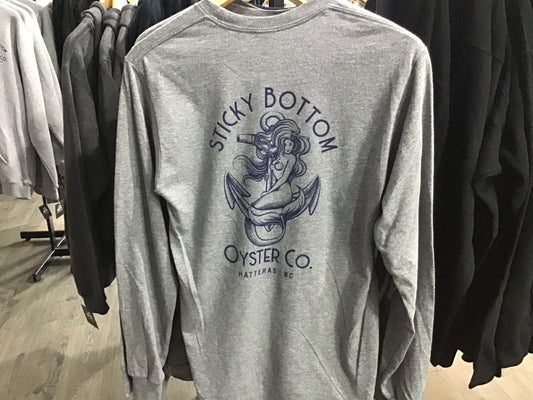 STICKY BOTTOM
OYSTER CO.
HATTERAS, NC